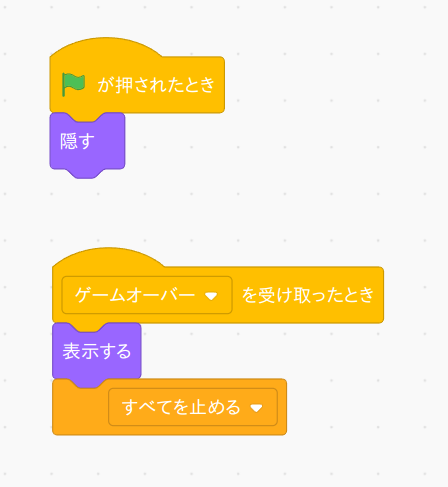 が押されたとき
隠す
ゲームオーバー を受け取ったとき
表示する
すべてを止める